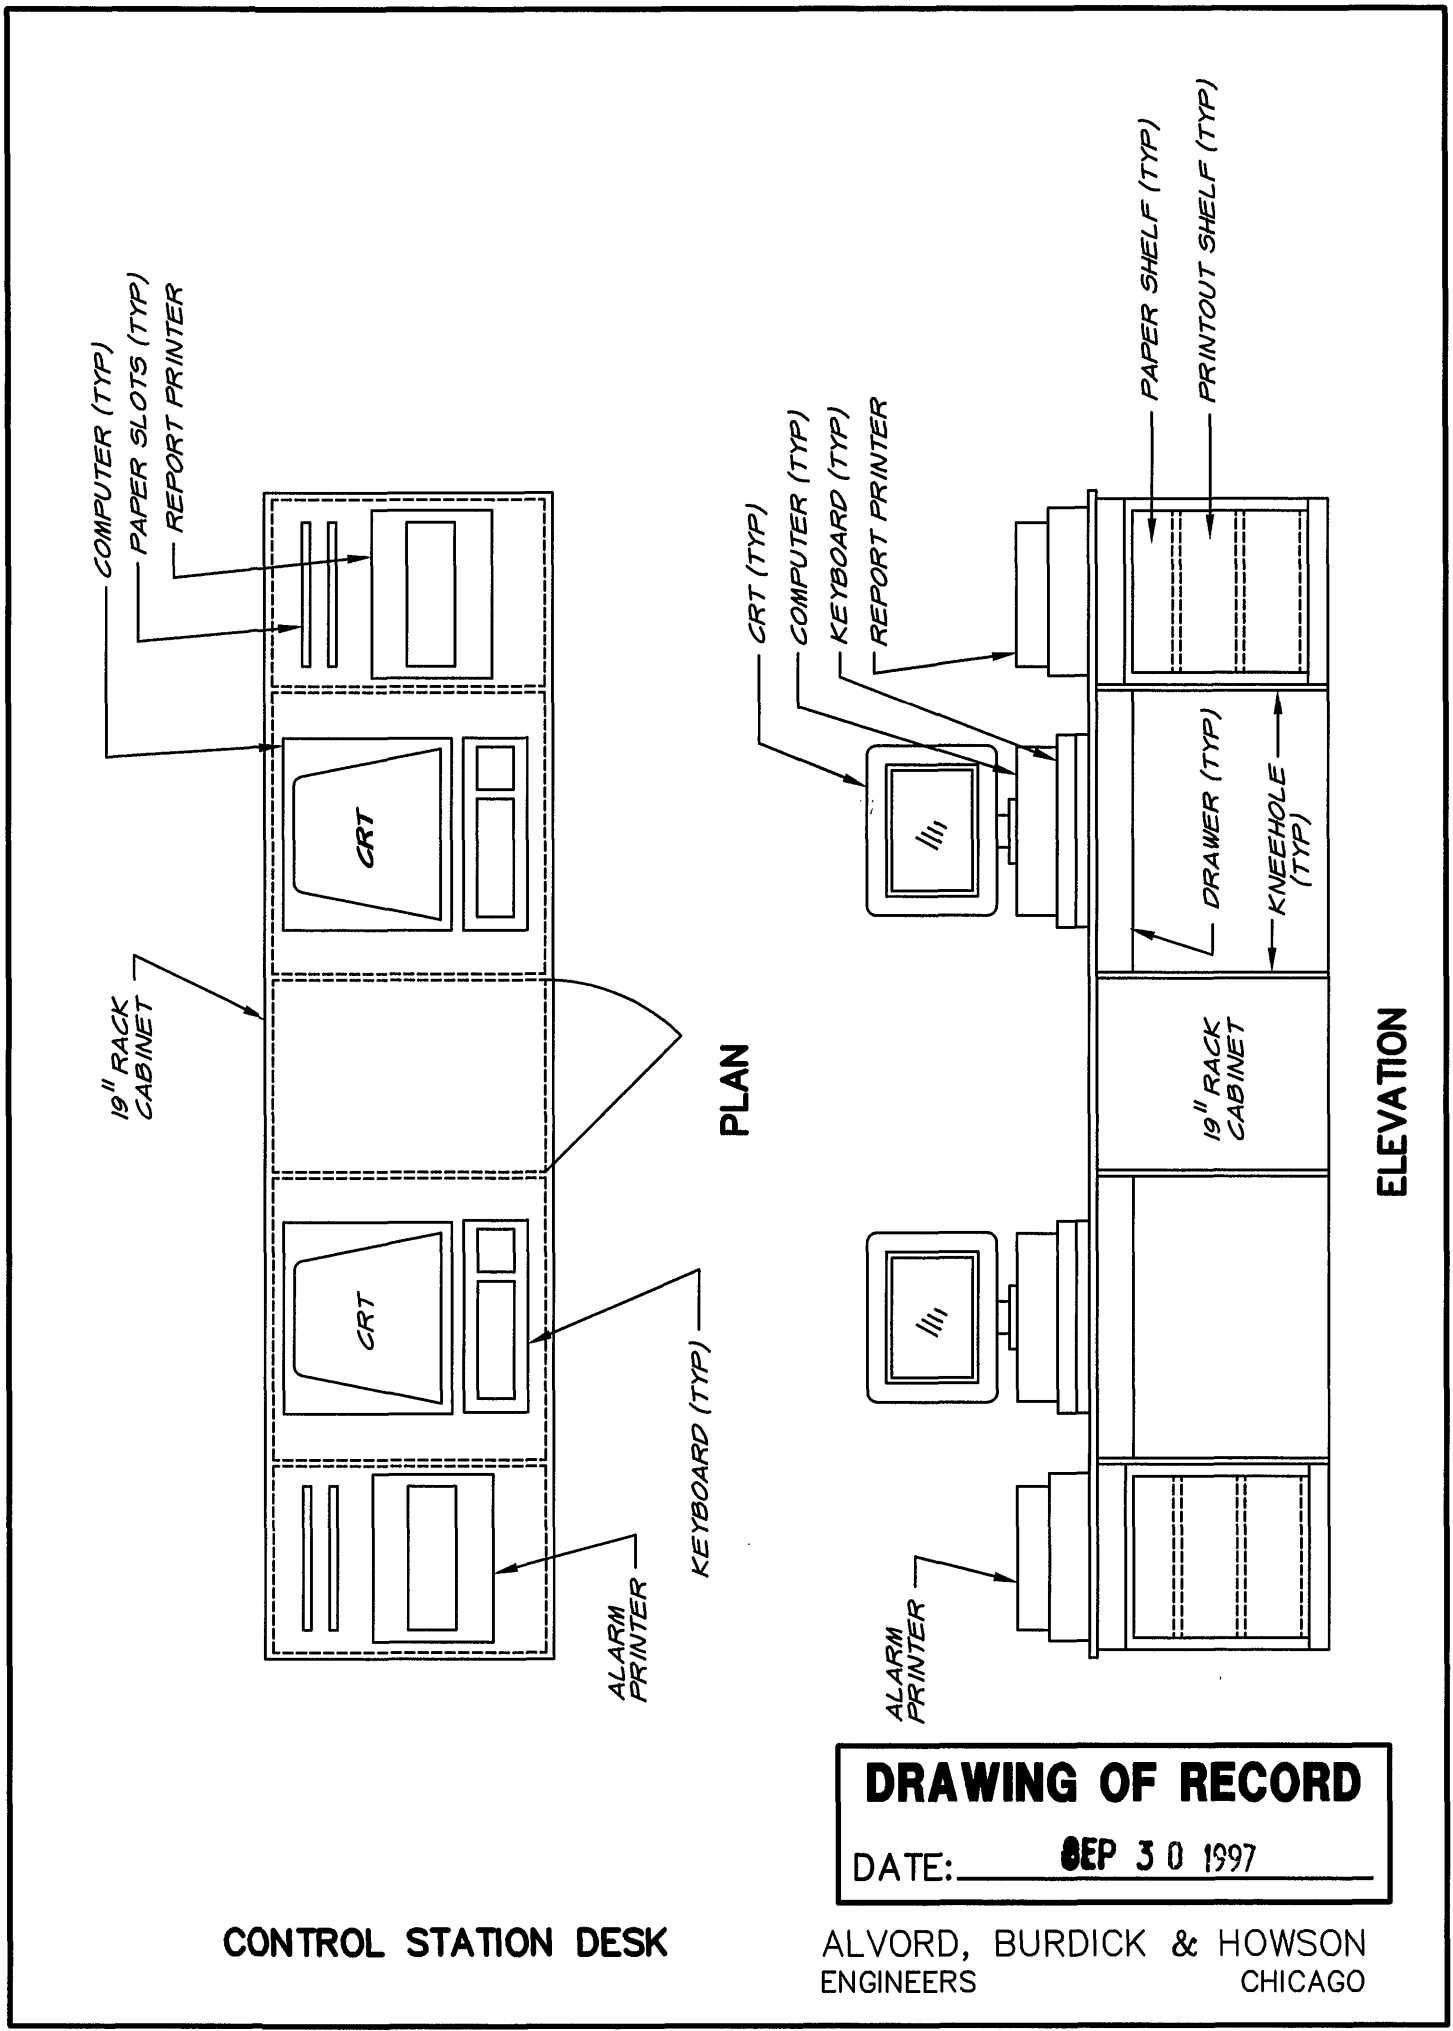 COMPUTER (TYP)
PAPER SLOTS (TYP)
REPORT PRINTER
19" RACK
CABINET
CRT
CRT
KEYBOARD (TYP)
ALARM
PRINTER
PLAN
CRT (TYP)
COMPUTER (TYP)
KEYBOARD (TYP)
REPORT PRINTER
PAPER SHELF (TYP)
PRINTOUT SHELF (TYP)
DRAWER (TYP)
KNEEHOLE
(TYP)
19" RACK
CABINET
ALARM
PRINTER
ELEVATION
DRAWING OF RECORD
DATE: SEP 30 1997
CONTROL STATION DESK
ALVORD, BURDICK & HOWSON
ENGINEERS CHICAGO